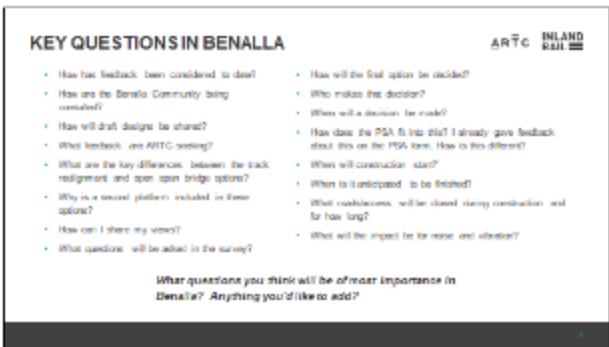 KEY QUESTIONS IN BENALLA
ARTC
INLAND
RAIL
• How has feedback been considered to date?
• How are the Benalla Community being
consulted?
• How will draft designs be shared?
• What feedback are ARTC seeking?
• What are the key differences between the track
realignment and open span bridge options?
• Why is a second platform included in these
options?
• How can I share my views?
• What questions will be asked in the survey?
• How will the final option be decided?
• Who makes that decision?
• When will a decision be made?
• How does the PSA fit into this? I already gave feedback
about this on the PSA form. How is this different?
• When will construction start?
• When is it anticipated to be finished?
• What roads/access will be closed during construction and
for how long?
• What will the impact be for noise and vibration?
What questions you think will be of most importance in
Benalla? Anything you'd like to add?